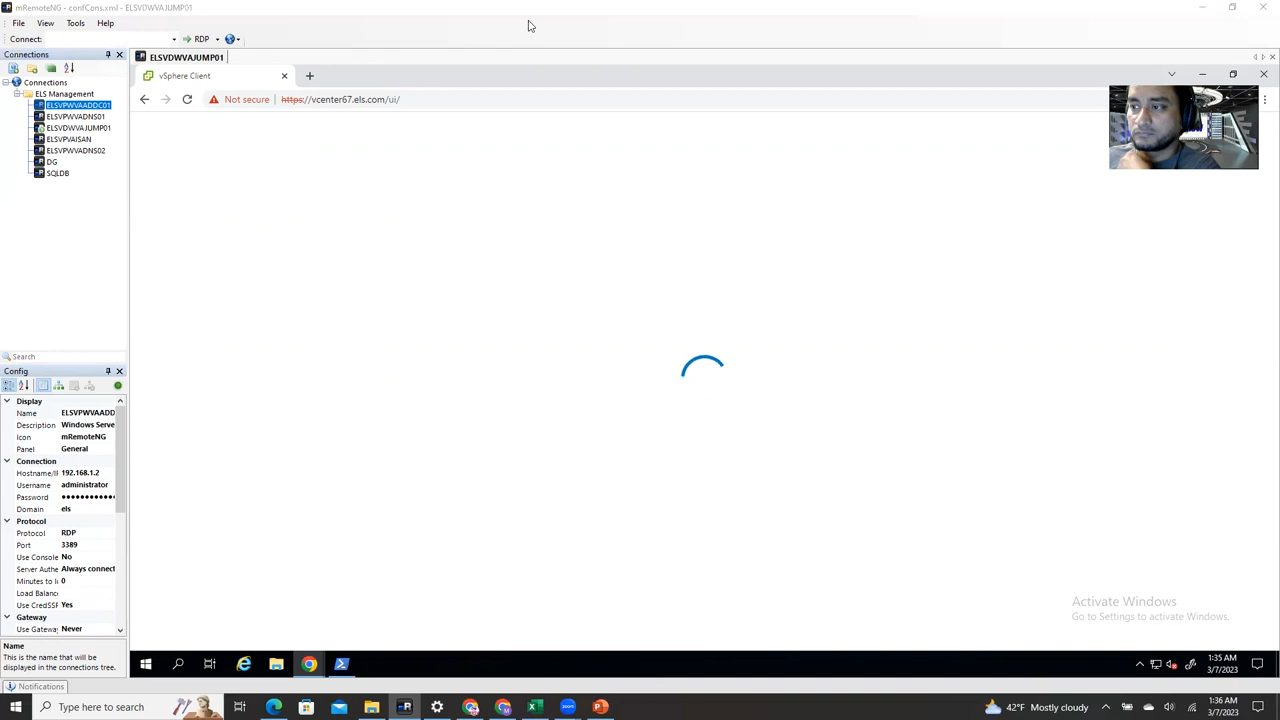 mRemoteNG - confCons.xml - ELSVDWVAJUMP01
File View Tools Help
Connect: RDP
Connections
ELSVDWVAJUMP01
vSphere Client
Not secure https://vcenter67.els.com/ui/
Connections
ELS Management
ELSVPWVAADDC01
ELSVPWVADNS01
ELSVDWVAJUMP01
ELSVPVAISAN
ELSVPWVADNS02
DG
SQLDB
Search
Config
Display
Name ELSVPWVAADD
Description Windows Serve
Icon mRemoteNG
Panel General
Connection
Hostname/I 192.168.1.2
Username administrator
Password ●●●●●●●●●●●●
Domain els
Protocol
Protocol RDP
Port 3389
Use Console No
Server Authe Always connect
Minutes to I 0
Load Balanc
Use CredSSP Yes
Gateway
Use Gateway Never
Name
This is the name that will be
displayed in the connections tree.
Activate Windows
Go to Settings to activate Windows.
1:35 AM
3/7/2023
Notifications
Type here to search
42°F Mostly cloudy
1:36 AM
3/7/2023